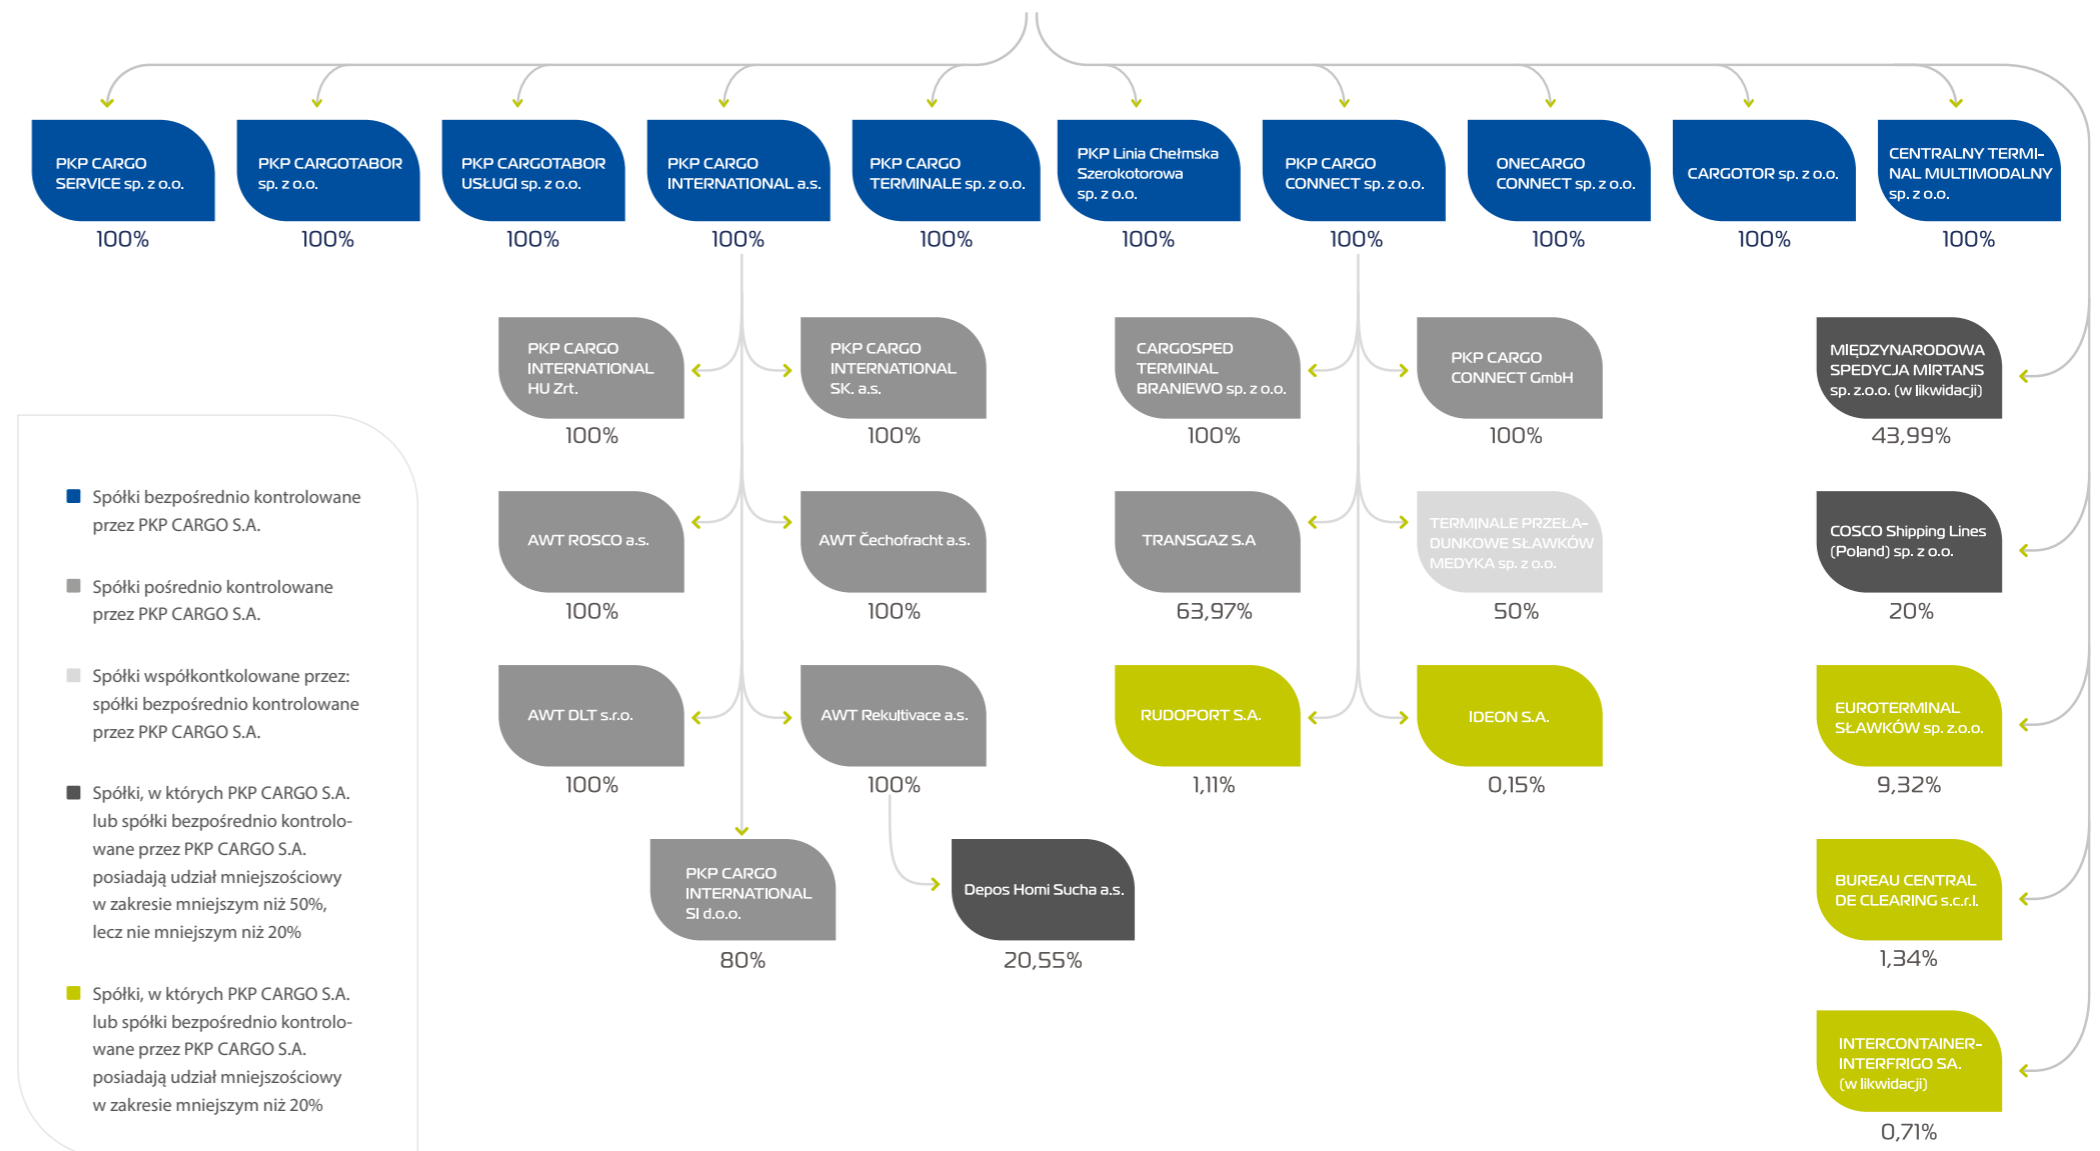 PKP CARGO
SERVICE sp. z o.o.
100%
PKP CARGOTABOR
sp. z o.o.
100%
PKP CARGOTABOR
USŁUGI sp. z o.o.
100%
PKP CARGO
INTERNATIONAL a.s.
100%
PKP CARGO
TERMINALE sp. z o.o.
100%
PKP Linia Chełmska
Szerokotorowa
sp. z o.o.
100%
PKP CARGO
CONNECT sp. z o.o.
100%
ONECARGO
CONNECT sp. z o.o.
100%
CARGOTOR sp. z o.o.
100%
CENTRALNY TERMI-
NAL MULTIMODALNY
sp. z o.o.
100%
PKP CARGO
INTERNATIONAL
HU Zrt.
100%
PKP CARGO
INTERNATIONAL
SK. a.s.
100%
CARGOSPED
TERMINAL
BRANIEWO sp. z o.o.
100%
PKP CARGO
CONNECT GmbH
100%
MIĘDZYNARODOWA
SPEDYCJA MIRTANS
sp. z.o.o. (w likwidacji)
43,99%
AWT ROSCO a.s.
100%
AWT Čechofracht a.s.
100%
TRANSGAZ S.A
63,97%
TERMINALE PRZEŁA-
DUNKOWE SŁAWKÓW
MEDYKA sp. z o.o.
50%
COSCO Shipping Lines
(Poland) sp. z o.o.
20%
AWT DLT s.r.o.
100%
AWT Rekultivace a.s.
100%
RUDOPORT S.A.
1,11%
IDEON S.A.
0,15%
EUROTERMINAL
SŁAWKÓW sp. z.o.o.
9,32%
PKP CARGO
INTERNATIONAL
SI d.o.o.
80%
Depos Horni Sucha a.s.
20,55%
BUREAU CENTRAL
DE CLEARING s.c.r.l.
1,34%
INTERCONTAINER-
INTERFRIGO SA.
(w likwidacji)
0,71%
Spółki bezpośrednio kontrolowane
przez PKP CARGO S.A.
Spółki pośrednio kontrolowane
przez PKP CARGO S.A.
Spółki współkontkolowane przez:
spółki bezpośrednio kontrolowane
przez PKP CARGO S.A.
Spółki, w których PKP CARGO S.A.
lub spółki bezpośrednio kontrolo-
wane przez PKP CARGO S.A.
posiadają udział mniejszościowy
w zakresie mniejszym niż 50%,
lecz nie mniejszym niż 20%
Spółki, w których PKP CARGO S.A.
lub spółki bezpośrednio kontrolo-
wane przez PKP CARGO S.A.
posiadają udział mniejszościowy
w zakresie mniejszym niż 20%